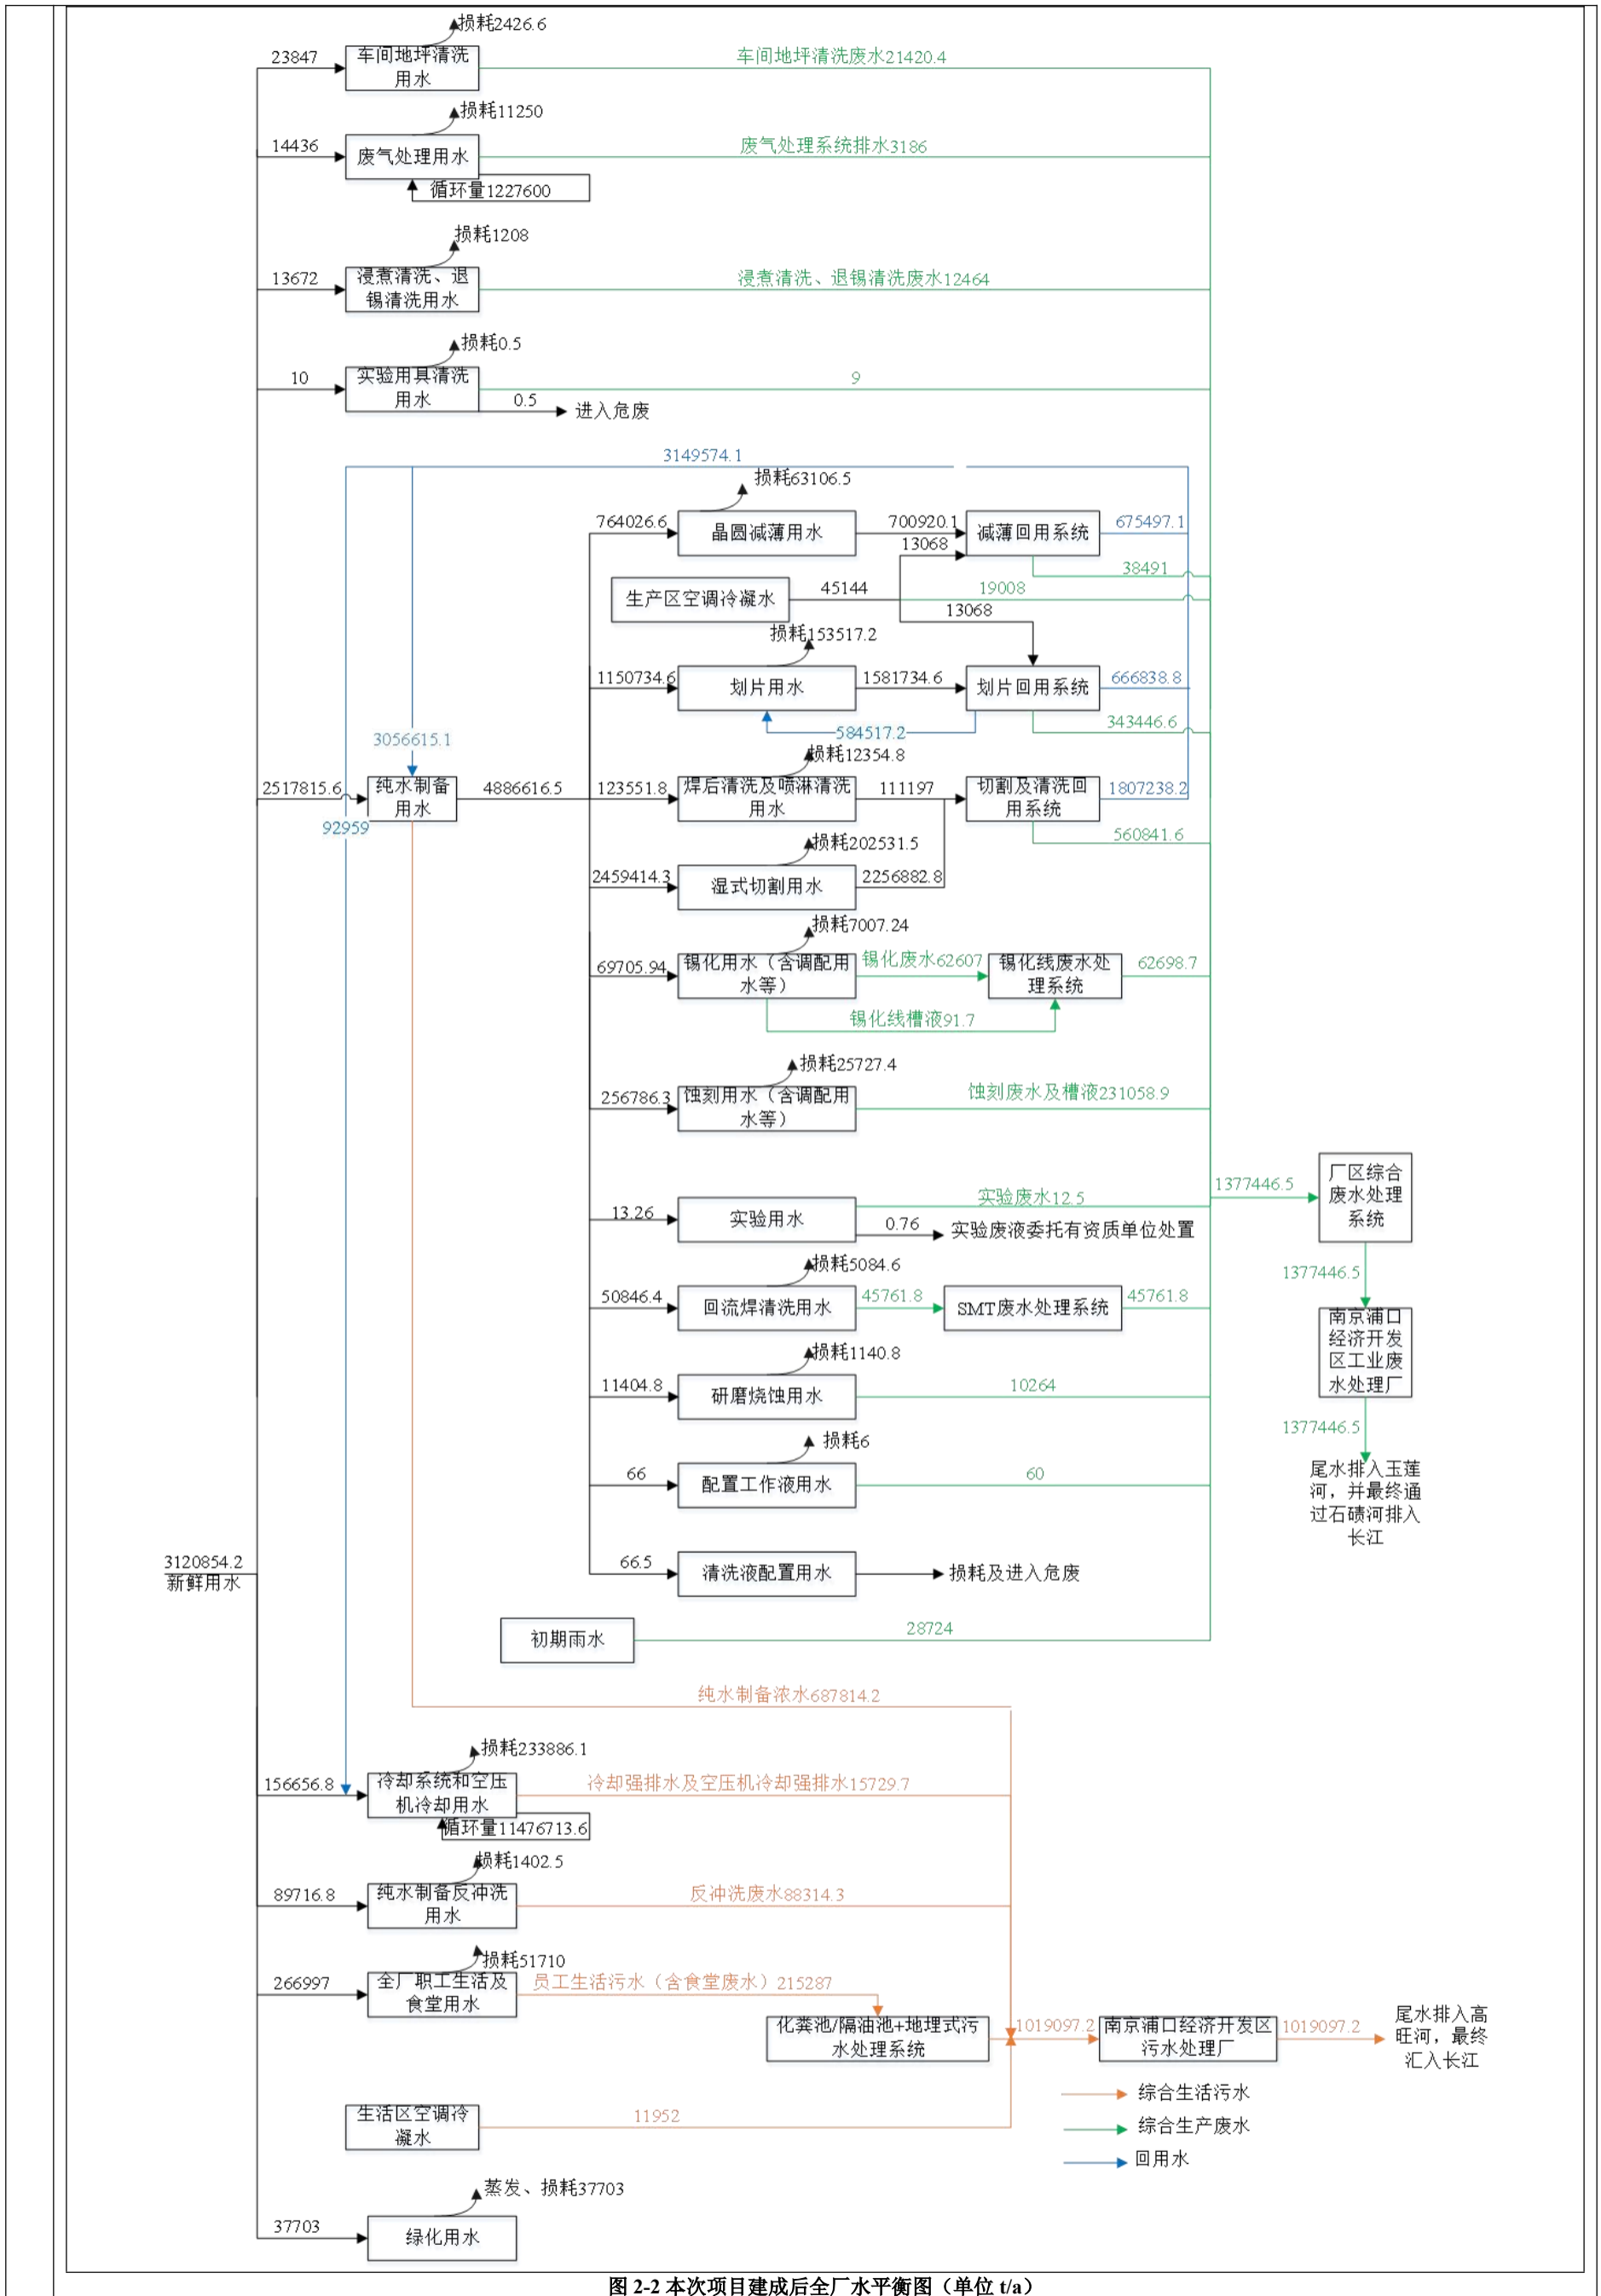 损耗2426.6
23847
车间地坪清洗
用水
车间地坪清洗废水21420.4
损耗11250
14436
废气处理用水
废气处理系统排水3186
循环量1227600
损耗1208
13672
浸煮清洗、退
锡清洗用水
浸煮清洗、退锡清洗废水12464
损耗0.5
10
实验用具清洗
用水
9
0.5
进入危废
3149574.1
损耗63106.5
764026.6
晶圆减薄用水
700920.1
减薄回用系统
675497.1
13068
38491
生产区空调冷凝水
45144
19008
13068
损耗153517.2
1150734.6
划片用水
1581734.6
划片回用系统
666838.8
584517.2
343446.6
3056615.1
损耗12354.8
2517815.6
纯水制备
用水
4886616.5
123551.8
焊后清洗及喷淋清洗
用水
111197
切割及清洗回
用系统
1807238.2
92959
560841.6
损耗202531.5
2459414.3
湿式切割用水
2256882.8
损耗7007.24
69705.94
锡化用水（含调配用
水等）
锡化废水62607
锡化线废水处
理系统
62698.7
锡化线槽液91.7
损耗25727.4
256786.3
蚀刻用水（含调配用
水等）
蚀刻废水及槽液231058.9
13.26
实验用水
实验废水12.5
0.76
实验废液委托有资质单位处置
1377446.5
厂区综合
废水处理
系统
1377446.5
损耗5084.6
50846.4
回流焊清洗用水
45761.8
SMT废水处理系统
45761.8
南京浦口
经济开发
区工业废
水处理厂
损耗1140.8
11404.8
研磨烧蚀用水
10264
1377446.5
损耗6
66
配置工作液用水
60
尾水排入玉莲
河，并最终通
过石碛河排入
长江
66.5
清洗液配置用水
损耗及进入危废
3120854.2
新鲜用水
初期雨水
28724
纯水制备浓水687814.2
损耗233886.1
156656.8
冷却系统和空压
机冷却用水
冷却强排水及空压机冷却强排水15729.7
循环量11476713.6
损耗1402.5
89716.8
纯水制备反冲洗
用水
反冲洗废水88314.3
损耗51710
266997
全厂职工生活及
食堂用水
员工生活污水（含食堂废水）215287
化粪池/隔油池+地埋式污
水处理系统
1019097.2
南京浦口经济开发区
污水处理厂
1019097.2
尾水排入高
旺河，最终
汇入长江
生活区空调冷
凝水
11952
综合生活污水
综合生产废水
回用水
蒸发、损耗37703
37703
绿化用水
图 2-2 本次项目建成后全厂水平衡图（单位 t/a）